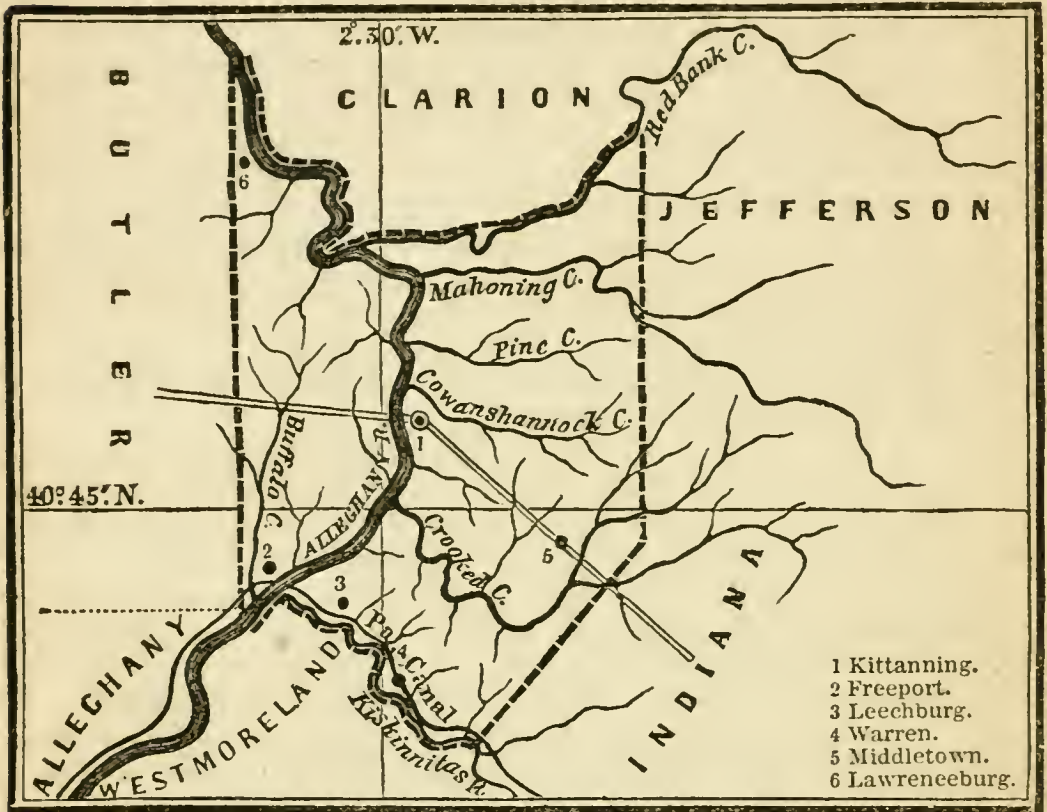 2°.30′. W.
CLARION
BUTLER
Red Bank C.
6
JEFFERSON
Mahoning C.
Pine C.
Cowanshannock C.
1
Buffalo C.
ALLEGHANY R.
40°.45′. N.
Crooked C.
5
2
3
Pa. Canal
4
Kiskinnitas R.
ALLEGHANY
WESTMORELAND
INDIANA
1 Kittanning.
2 Freeport.
3 Leechburg.
4 Warren.
5 Middletown.
6 Lawrenceburg.